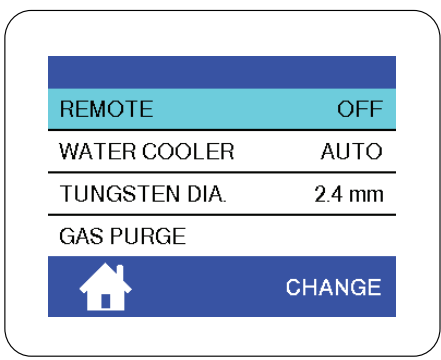 REMOTE OFF
WATER COOLER AUTO
TUNGSTEN DIA. 2.4 mm
GAS PURGE
CHANGE